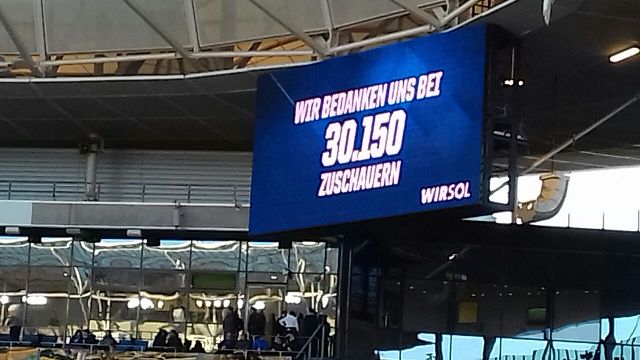 WIR BEDANKEN UNS BEI
30.150
ZUSCHAUERN
WIRSOL